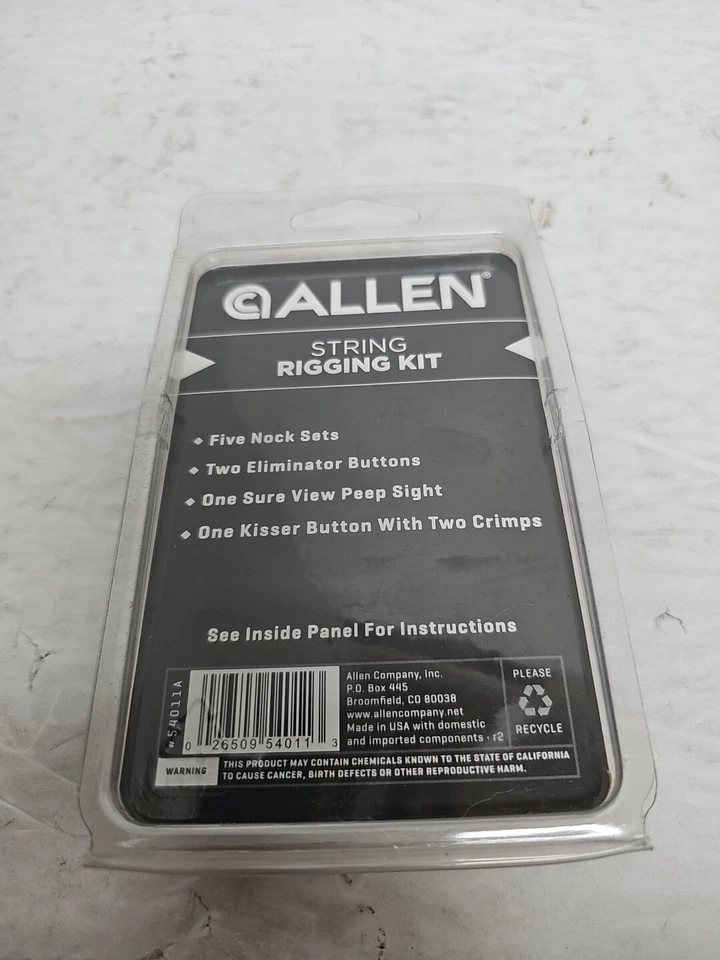 ALLEN®
STRING
RIGGING KIT
◆ Five Nock Sets
◆ Two Eliminator Buttons
◆ One Sure View Peep Sight
◆ One Kisser Button With Two Crimps
See Inside Panel For Instructions
#54011A
0 26509 54011 3
Allen Company, Inc.
P.O. Box 445
Broomfield, CO 80038
www.allencompany.net
Made in USA with domestic
and imported components · r2
PLEASE
RECYCLE
WARNING
THIS PRODUCT MAY CONTAIN CHEMICALS KNOWN TO THE STATE OF CALIFORNIA
TO CAUSE CANCER, BIRTH DEFECTS OR OTHER REPRODUCTIVE HARM.